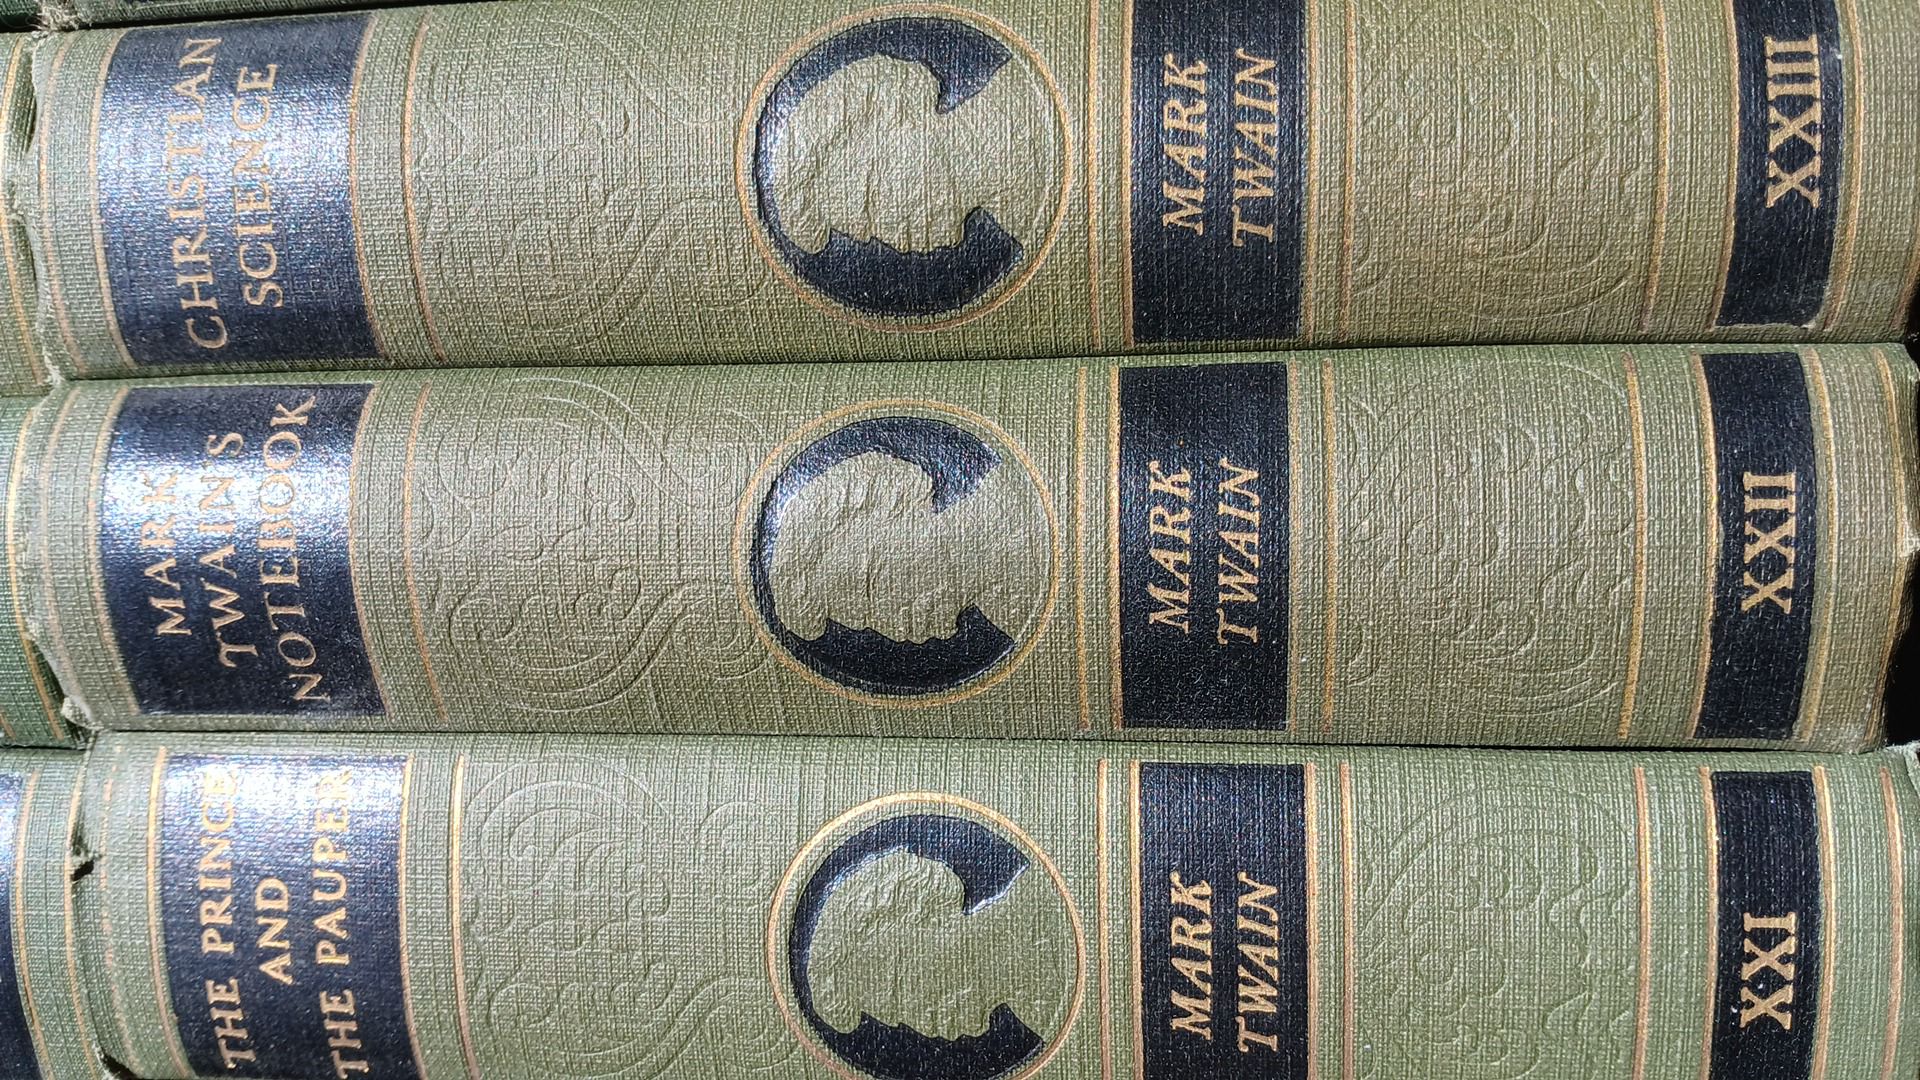 CHRISTIAN
SCIENCE
MARK
TWAIN
XXIII
MARK
TWAIN'S
NOTEBOOK
MARK
TWAIN
XXII
THE PRINCE
AND
THE PAUPER
MARK
TWAIN
XXI